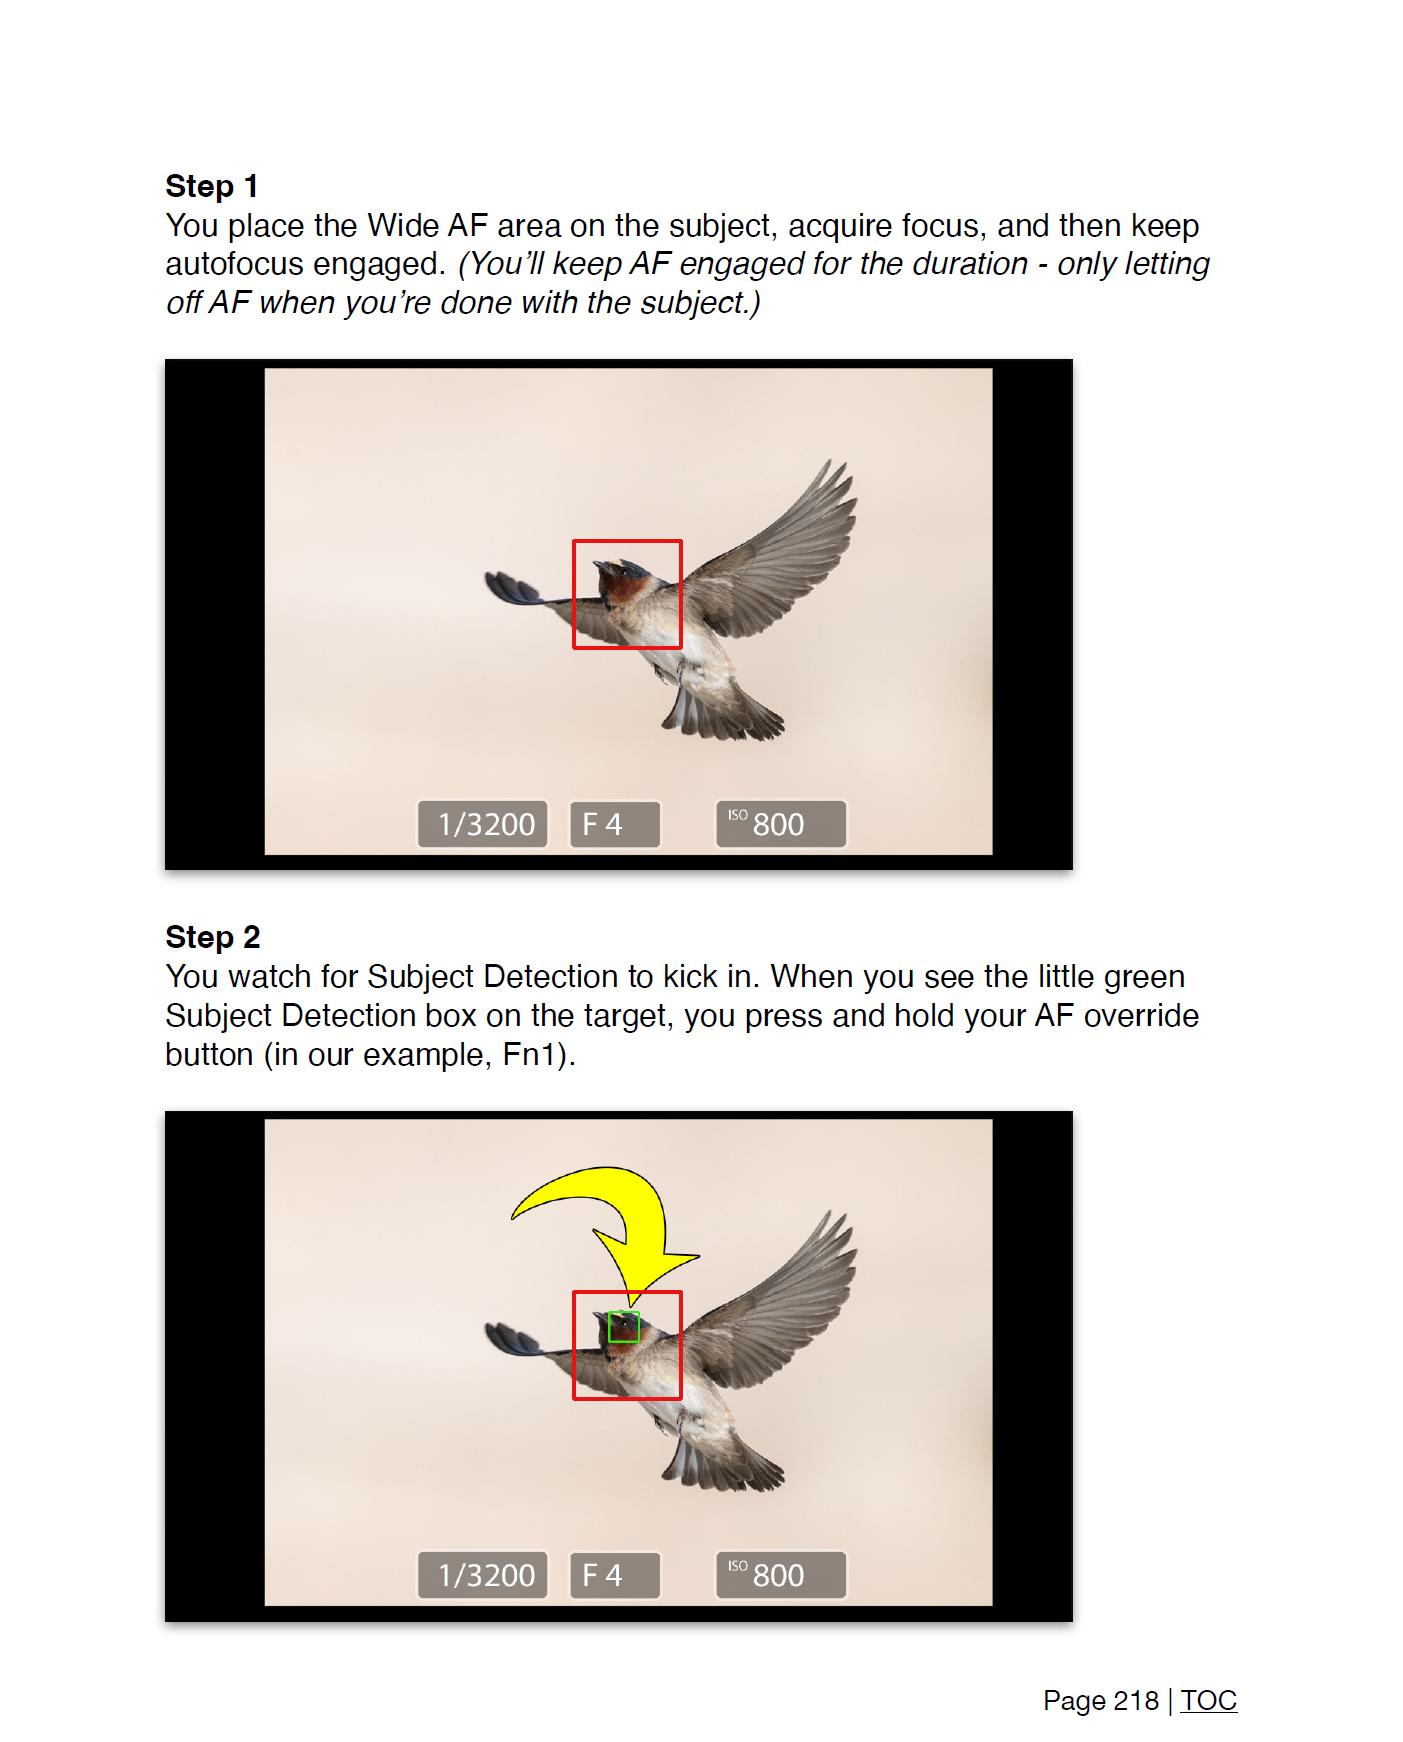 Step 1
You place the Wide AF area on the subject, acquire focus, and then keep
autofocus engaged. (You’ll keep AF engaged for the duration - only letting
off AF when you’re done with the subject.)
1/3200 F 4 ISO 800
Step 2
You watch for Subject Detection to kick in. When you see the little green
Subject Detection box on the target, you press and hold your AF override
button (in our example, Fn1).
1/3200 F 4 ISO 800
Page 218 | TOC